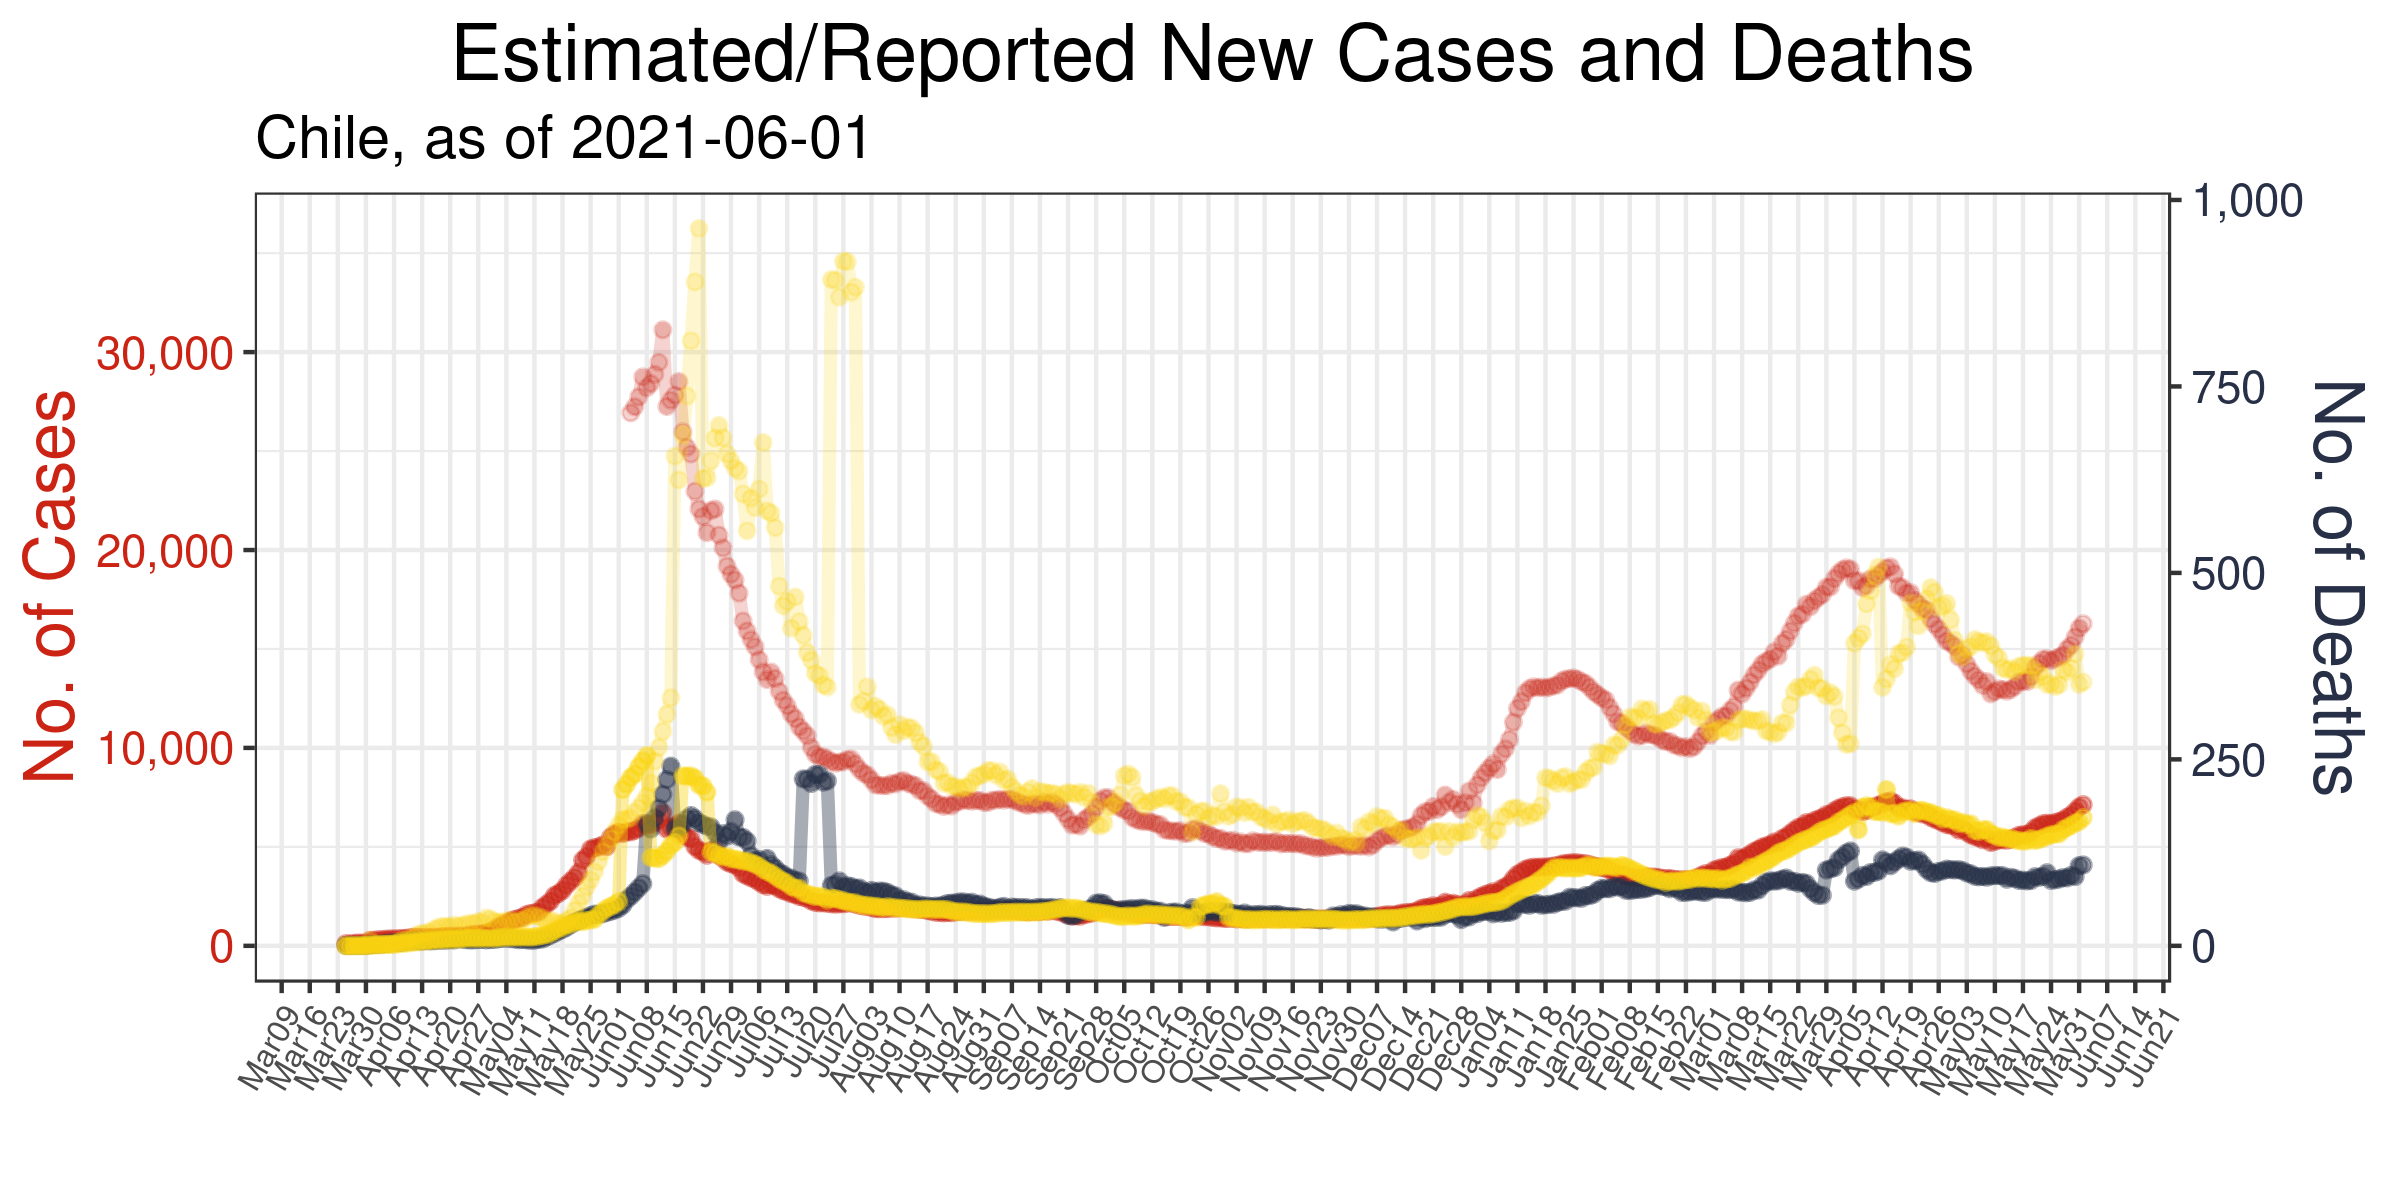 Estimated/Reported New Cases and Deaths
Chile, as of 2021-06-01
No. of Cases
30,000
20,000
10,000
0
1,000
750
500
250
0
No. of Deaths
Mar09
Mar16
Mar23
Mar30
Apr06
Apr13
Apr20
Apr27
May04
May11
May18
May25
Jun01
Jun08
Jun15
Jun22
Jun29
Jul06
Jul13
Jul20
Jul27
Aug03
Aug10
Aug17
Aug24
Aug31
Sep07
Sep14
Sep21
Sep28
Oct05
Oct12
Oct19
Oct26
Nov02
Nov09
Nov16
Nov23
Nov30
Dec07
Dec14
Dec21
Dec28
Jan04
Jan11
Jan18
Jan25
Feb01
Feb08
Feb15
Feb22
Mar01
Mar08
Mar15
Mar22
Mar29
Apr05
Apr12
Apr19
Apr26
May03
May10
May17
May24
May31
Jun07
Jun14
Jun21